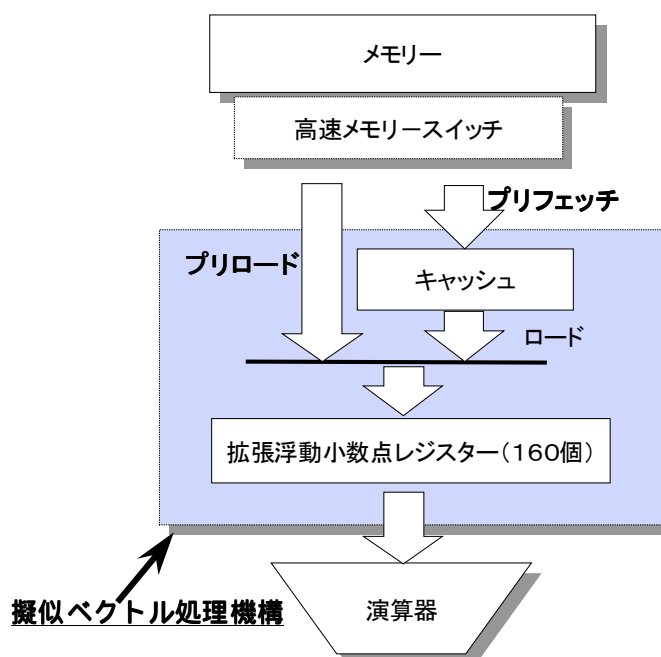 メモリー
高速メモリースイッチ
プリフェッチ
プリロード
キャッシュ
ロード
拡張浮動小数点レジスター(160個)
擬似ベクトル処理機構
演算器